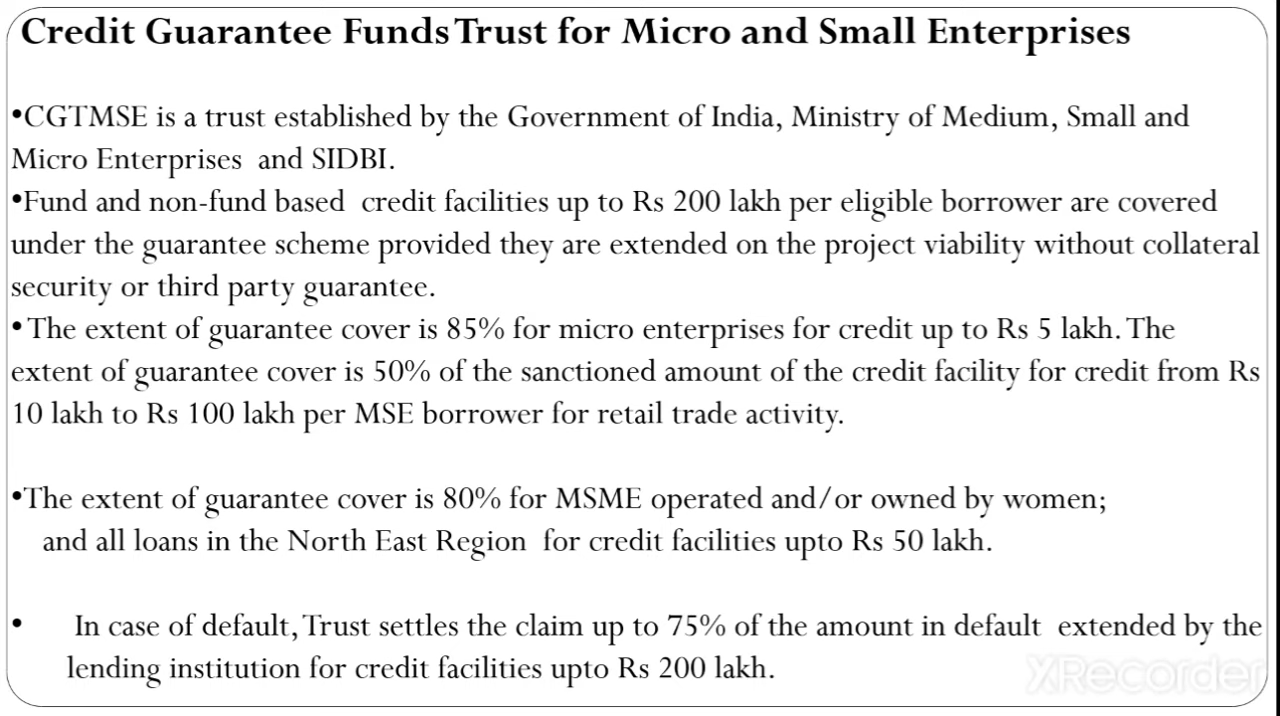 Credit Guarantee Funds Trust for Micro and Small Enterprises
•CGTMSE is a trust established by the Government of India, Ministry of Medium, Small and
Micro Enterprises and SIDBI.
•Fund and non-fund based credit facilities up to Rs 200 lakh per eligible borrower are covered
under the guarantee scheme provided they are extended on the project viability without collateral
security or third party guarantee.
• The extent of guarantee cover is 85% for micro enterprises for credit up to Rs 5 lakh. The
extent of guarantee cover is 50% of the sanctioned amount of the credit facility for credit from Rs
10 lakh to Rs 100 lakh per MSE borrower for retail trade activity.
•The extent of guarantee cover is 80% for MSME operated and/or owned by women;
and all loans in the North East Region for credit facilities upto Rs 50 lakh.
• In case of default, Trust settles the claim up to 75% of the amount in default extended by the
lending institution for credit facilities upto Rs 200 lakh.
XRecorder